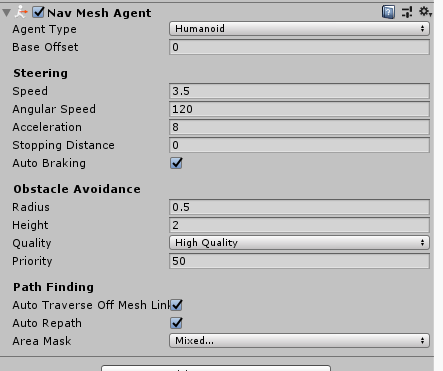 Nav Mesh Agent
Agent Type Humanoid
Base Offset 0
Steering
Speed 3.5
Angular Speed 120
Acceleration 8
Stopping Distance 0
Auto Braking
Obstacle Avoidance
Radius 0.5
Height 2
Quality High Quality
Priority 50
Path Finding
Auto Traverse Off Mesh Link
Auto Repath
Area Mask Mixed...